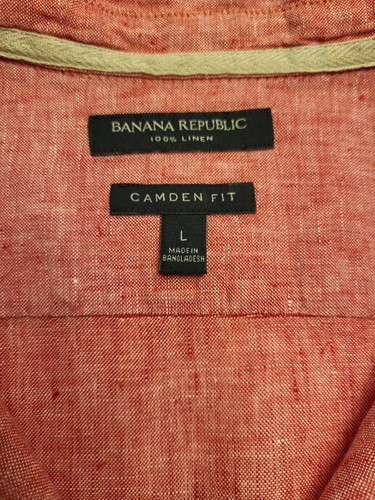 BANANA REPUBLIC
100% LINEN
CAMDEN FIT
L
MADE IN
BANGLADESH